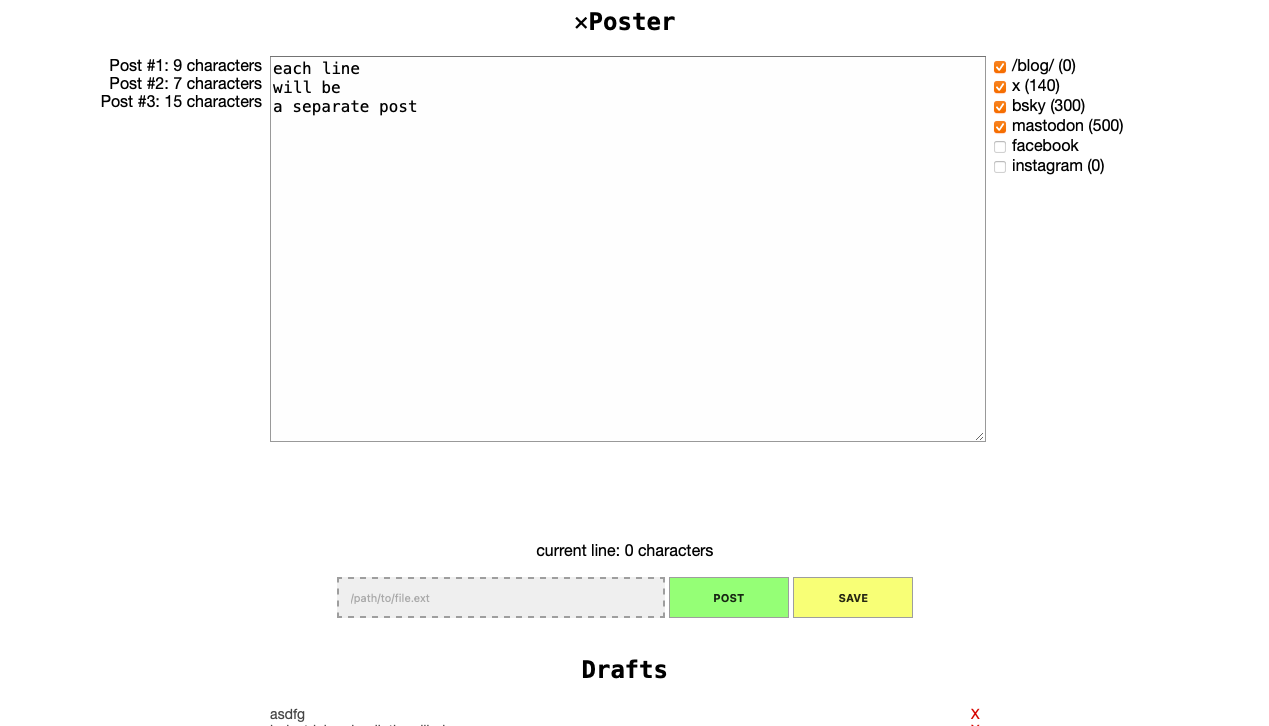 ×Poster
Post #1: 9 characters
Post #2: 7 characters
Post #3: 15 characters
each line
will be
a separate post
/blog/ (0)
x (140)
bsky (300)
mastodon (500)
facebook
instagram (0)
current line: 0 characters
/path/to/file.ext
POST
SAVE
Drafts
asdfg
X